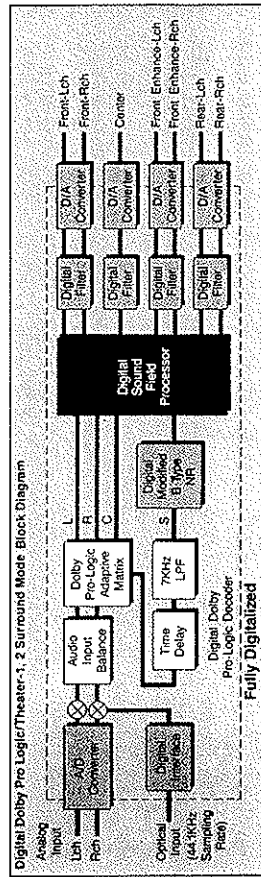 Digital Dolby Pro Logic/Theater-1, 2 Surround Mode Block Diagram
Analog
Input
Lch
Rch
A/D
Converter
Audio
Input
Balance
Dolby
Pro-Logic
Adaptive
Matrix
L
R
C
S
Optical
Input
(44.1KHz
Sampling
Rate)
Digital
Interface
Time
Delay
7KHz
LPF
Digital
Modified
B Type
NR
Digital Dolby
Pro-Logic Decoder
Fully Digitalized
Digital
Sound
Field
Processor
Digital
Filter
D/A
Converter
Front-Lch
Front-Rch
Digital
Filter
D/A
Converter
Center
Digital
Filter
D/A
Converter
Front Enhance-Lch
Front Enhance-Rch
Digital
Filter
D/A
Converter
Rear-Lch
Rear-Rch